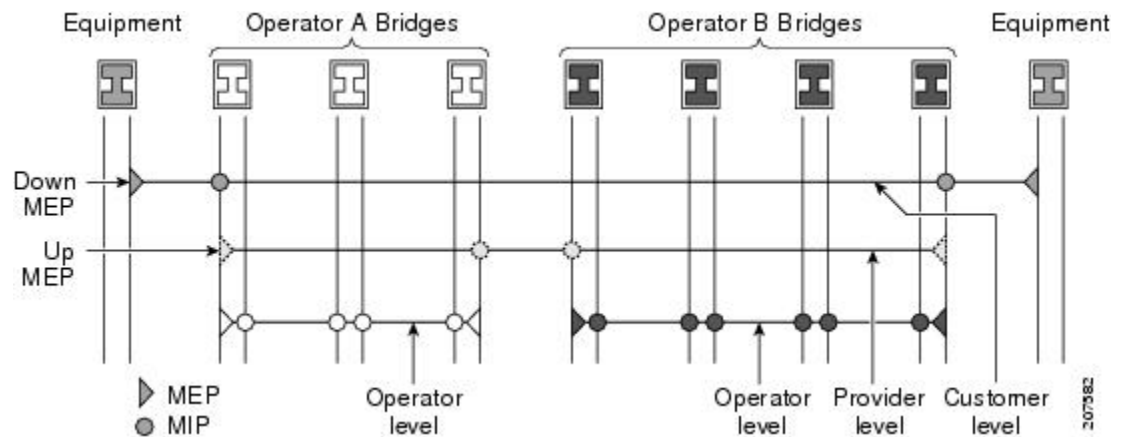 Equipment
Operator A Bridges
Operator B Bridges
Equipment
Down
MEP
Up
MEP
MEP
MIP
Operator
level
Operator
level
Provider
level
Customer
level
207582